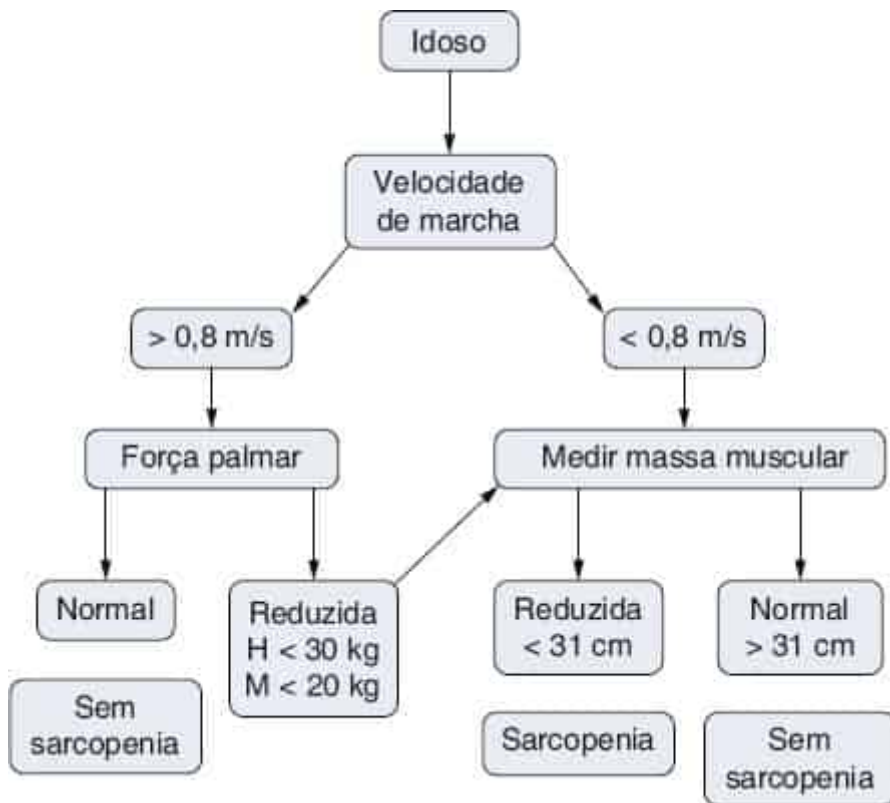 Idoso
Velocidade
de marcha
> 0,8 m/s
< 0,8 m/s
Força palmar
Medir massa muscular
Normal
Reduzida
H < 30 kg
M < 20 kg
Reduzida
< 31 cm
Normal
> 31 cm
Sem
sarcopenia
Sarcopenia
Sem
sarcopenia